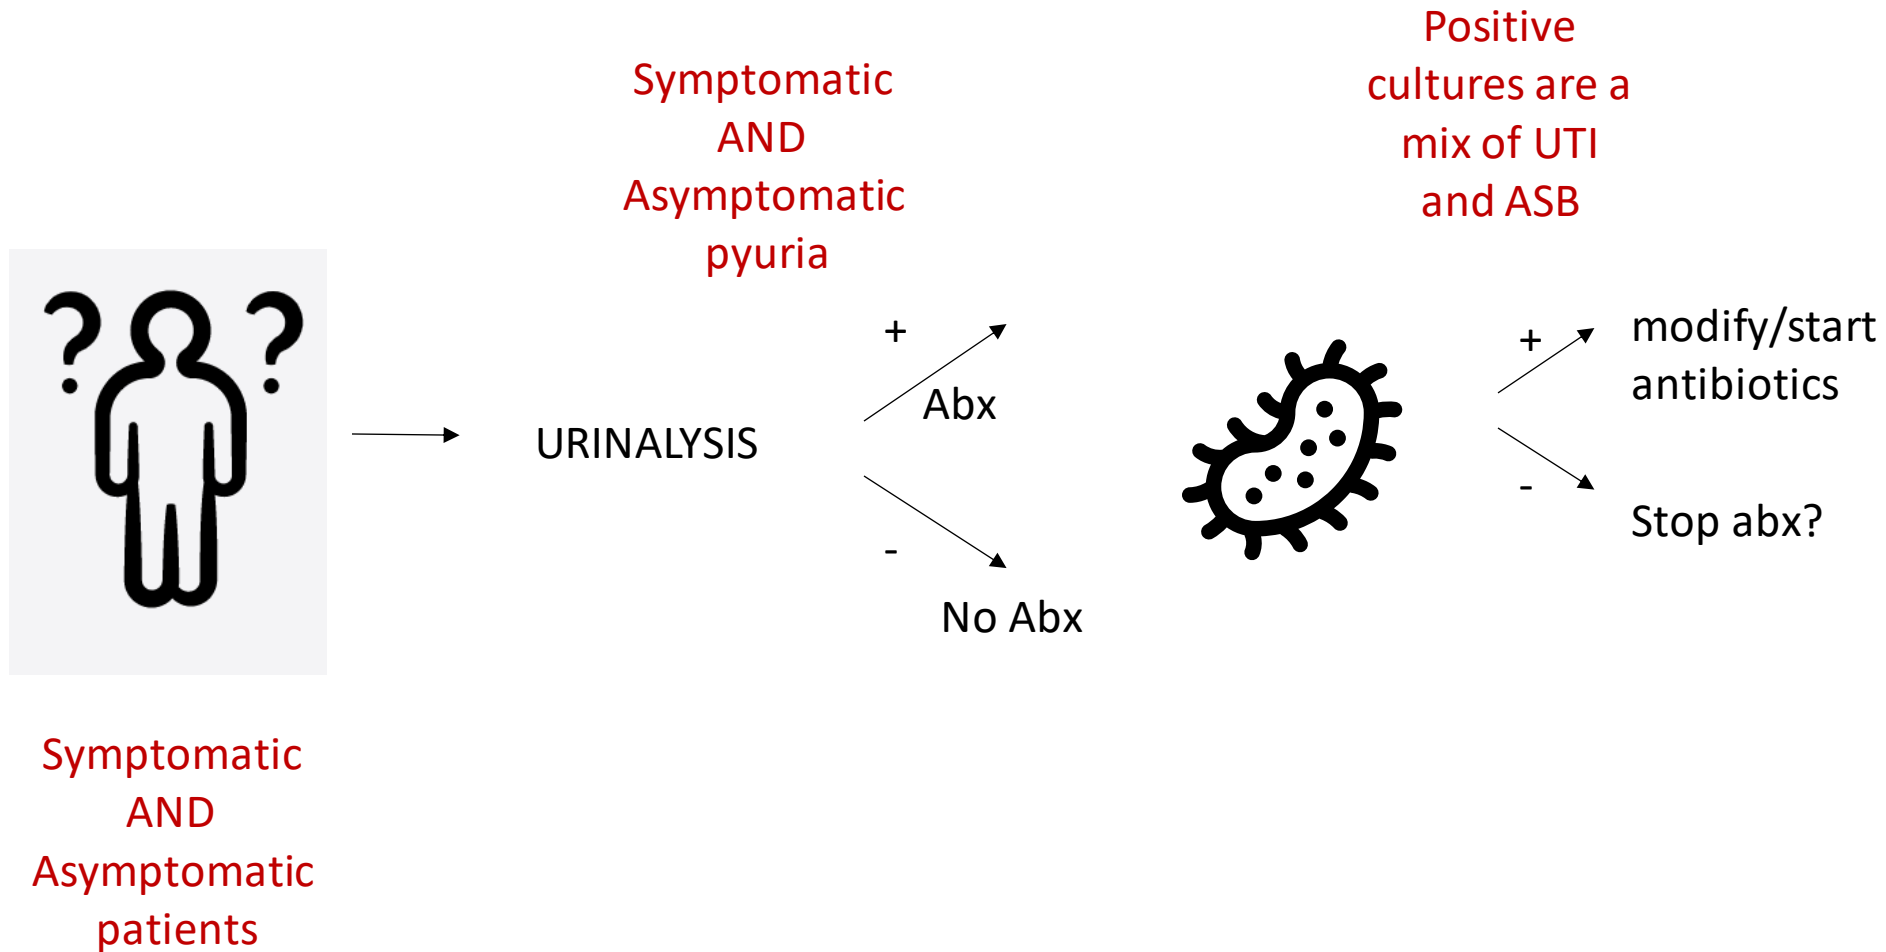 Symptomatic
AND
Asymptomatic
pyuria
Positive
cultures are a
mix of UTI
and ASB
? ?
URINALYSIS
+
Abx
-
No Abx
+
modify/start
antibiotics
-
Stop abx?
Symptomatic
AND
Asymptomatic
patients